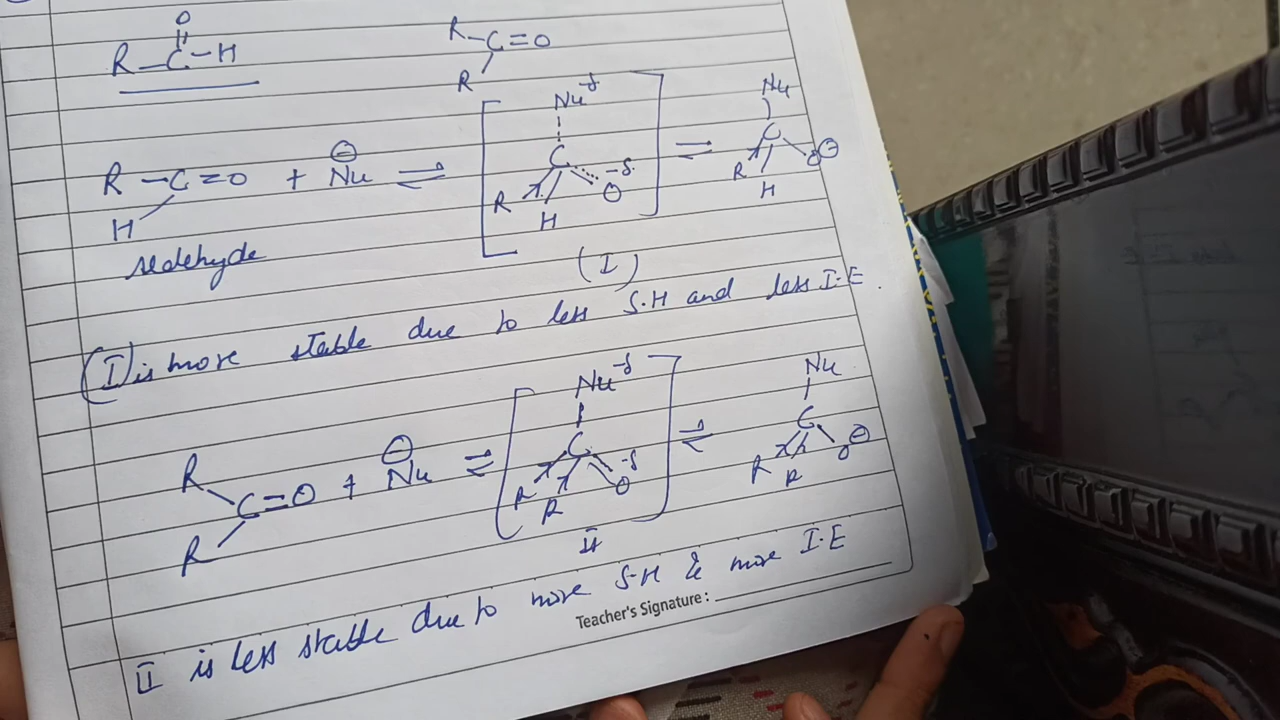 O
R-C-H
R-C=O
R
R-C=O + Nu⊖ ⇌ [Nu-δ C R H O -δ] ⇌ Nu C R H O⊖
H
aldehyde
(I)
(I) is more stable due to less S.H and less I.E.
R
R C=O + Nu⊖ ⇌ [Nu-δ C R R O -δ] ⇌ Nu C R R O⊖
II
II is less stable due to more S-H & more I.E
Teacher's Signature :